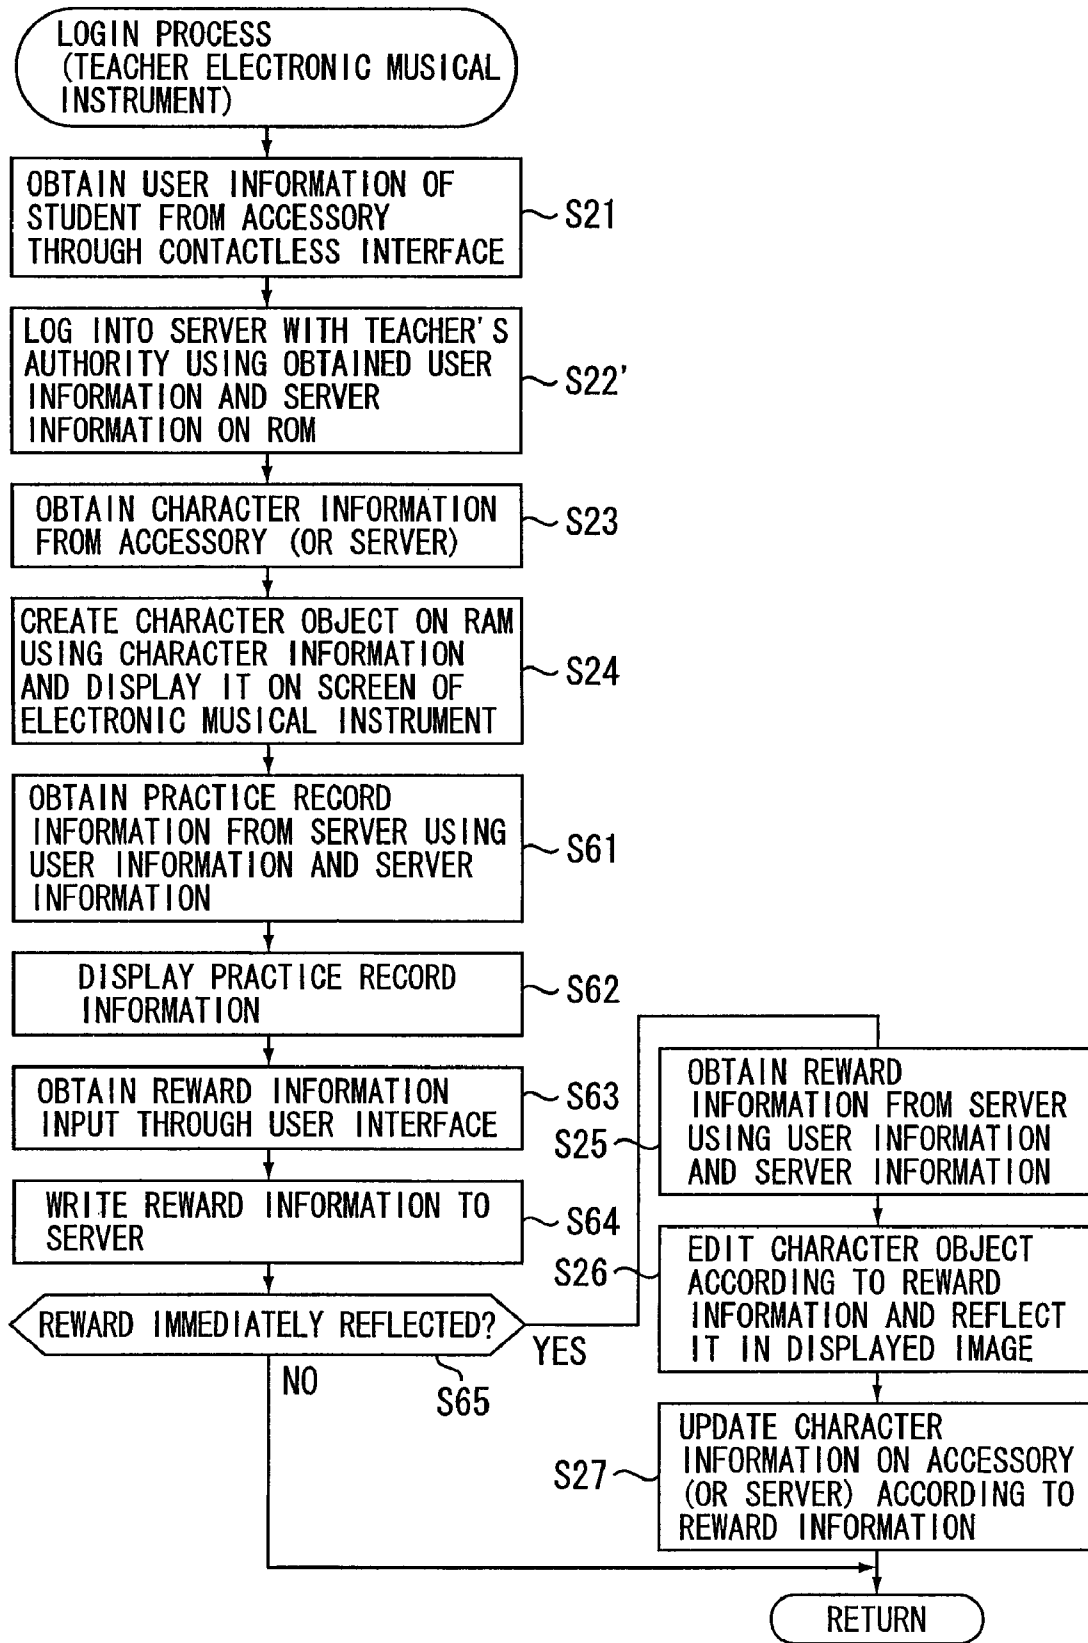 LOGIN PROCESS
(TEACHER ELECTRONIC MUSICAL
INSTRUMENT)
OBTAIN USER INFORMATION OF
STUDENT FROM ACCESSORY
THROUGH CONTACTLESS INTERFACE
S21
LOG INTO SERVER WITH TEACHER'S
AUTHORITY USING OBTAINED USER
INFORMATION AND SERVER
INFORMATION ON ROM
S22'
OBTAIN CHARACTER INFORMATION
FROM ACCESSORY (OR SERVER)
S23
CREATE CHARACTER OBJECT ON RAM
USING CHARACTER INFORMATION
AND DISPLAY IT ON SCREEN OF
ELECTRONIC MUSICAL INSTRUMENT
S24
OBTAIN PRACTICE RECORD
INFORMATION FROM SERVER USING
USER INFORMATION AND SERVER
INFORMATION
S61
DISPLAY PRACTICE RECORD
INFORMATION
S62
OBTAIN REWARD INFORMATION
INPUT THROUGH USER INTERFACE
S63
WRITE REWARD INFORMATION TO
SERVER
S64
REWARD IMMEDIATELY REFLECTED?
YES
NO
S65
OBTAIN REWARD
INFORMATION FROM SERVER
USING USER INFORMATION
AND SERVER INFORMATION
S25
EDIT CHARACTER OBJECT
ACCORDING TO REWARD
INFORMATION AND REFLECT
IT IN DISPLAYED IMAGE
S26
UPDATE CHARACTER
INFORMATION ON ACCESSORY
(OR SERVER) ACCORDING TO
REWARD INFORMATION
S27
RETURN